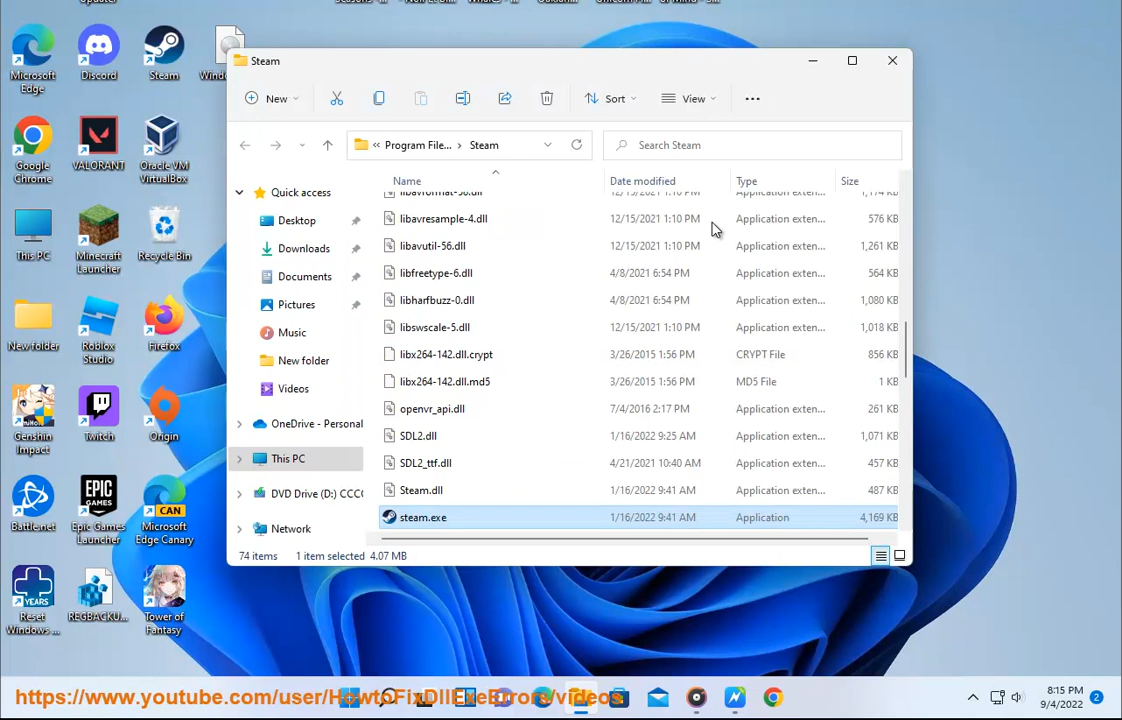 Updater
Microsoft Edge
Discord
Steam
Google Chrome
VALORANT
Oracle VM VirtualBox
This PC
Minecraft Launcher
Recycle Bin
New folder
Roblox Studio
Firefox
Genshin Impact
Twitch
Origin
Battle.net
Epic Games Launcher
CAN
Microsoft Edge Canary
YEARS
Reset Windows ...
REGBACKU...
Tower of Fantasy
Steam
New
Sort
View
« Program File... > Steam
Search Steam
Quick access
Desktop
Downloads
Documents
Pictures
Music
New folder
Videos
OneDrive - Personal
This PC
DVD Drive (D:) CCCO
Network
Name Date modified Type Size
libavformat-58.dll 12/15/2021 1:10 PM Application exten... 1,174 KB
libavresample-4.dll 12/15/2021 1:10 PM Application exten... 576 KB
libavutil-56.dll 12/15/2021 1:10 PM Application exten... 1,261 KB
libfreetype-6.dll 4/8/2021 6:54 PM Application exten... 564 KB
libharfbuzz-0.dll 4/8/2021 6:54 PM Application exten... 1,080 KB
libswscale-5.dll 12/15/2021 1:10 PM Application exten... 1,018 KB
libx264-142.dll.crypt 3/26/2015 1:56 PM CRYPT File 856 KB
libx264-142.dll.md5 3/26/2015 1:56 PM MD5 File 1 KB
openvr_api.dll 7/4/2016 2:17 PM Application exten... 261 KB
SDL2.dll 1/16/2022 9:25 AM Application exten... 1,071 KB
SDL2_ttf.dll 4/21/2021 10:40 AM Application exten... 457 KB
Steam.dll 1/16/2022 9:41 AM Application exten... 487 KB
steam.exe 1/16/2022 9:41 AM Application 4,169 KB
74 items 1 item selected 4.07 MB
https://www.youtube.com/user/HowtoFixDllExeErrors/videos
8:15 PM
9/4/2022
2